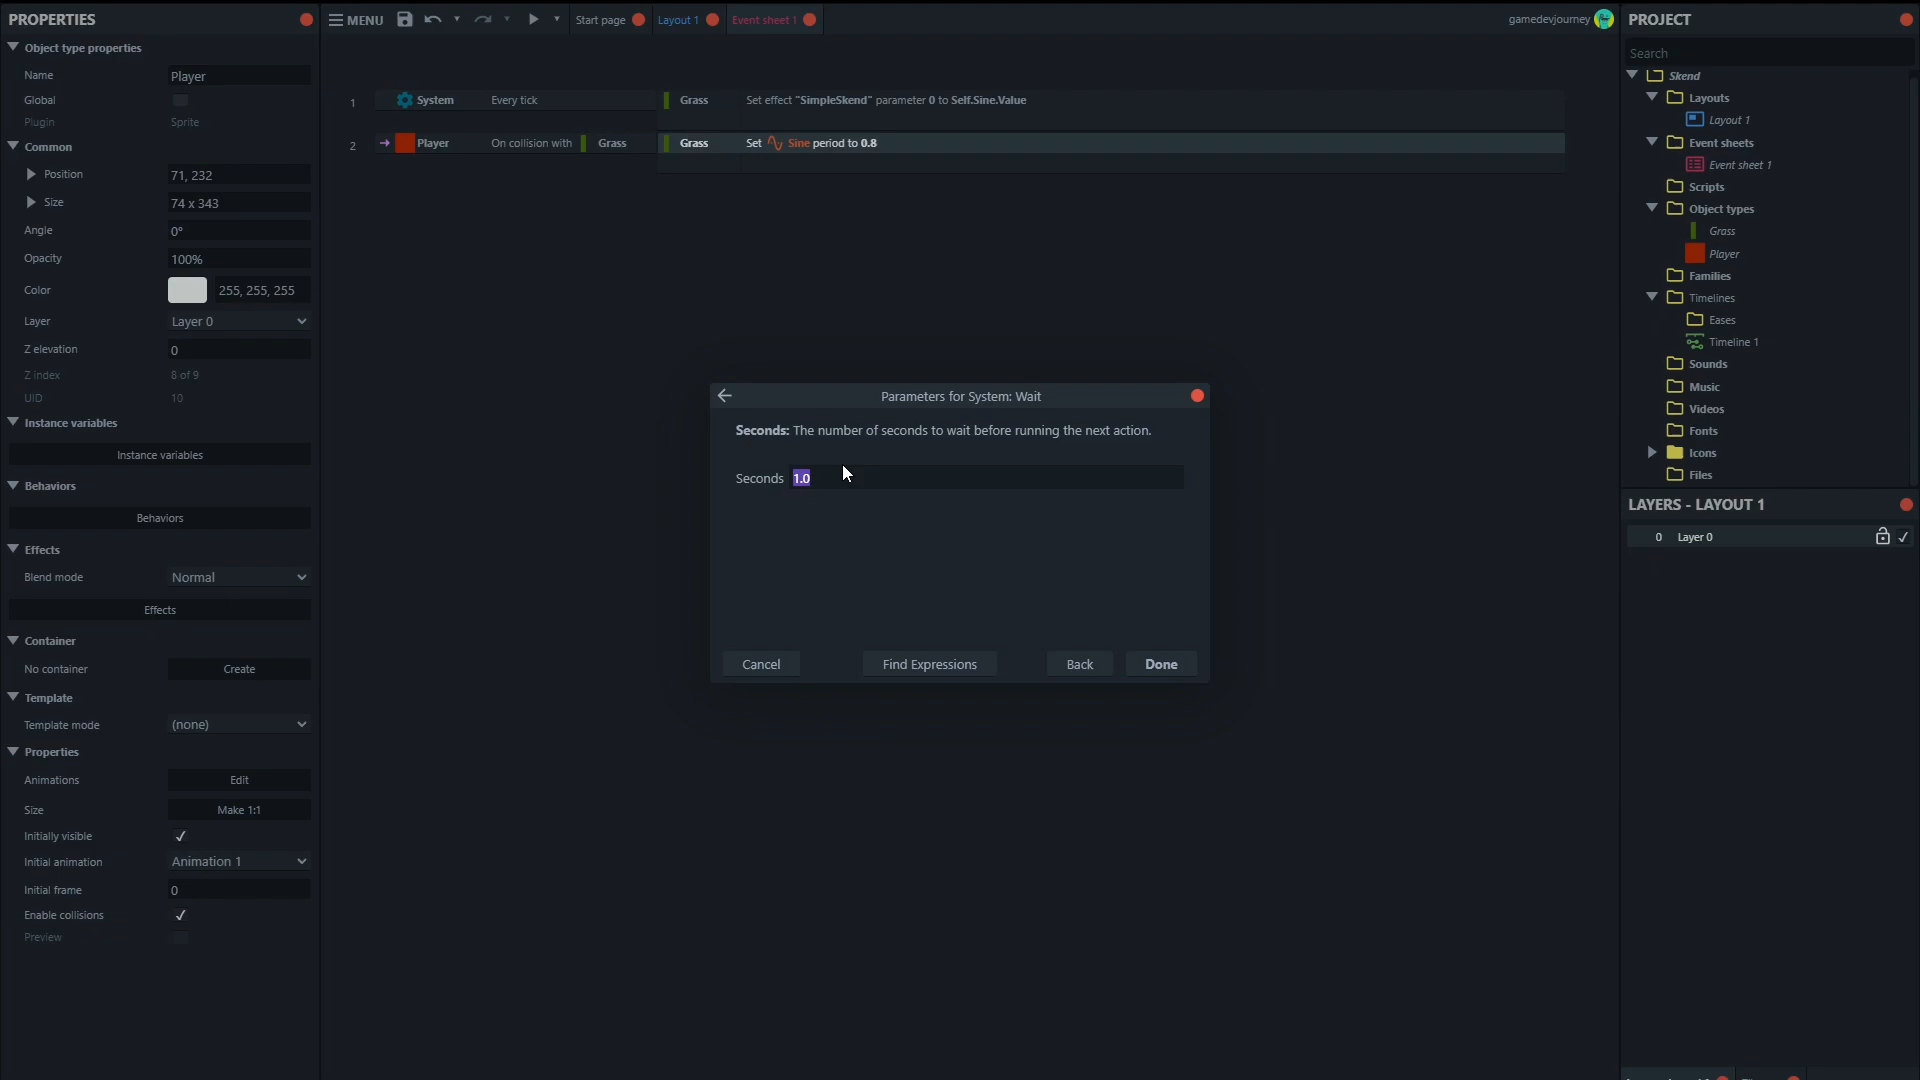 PROPERTIES
Object type properties
Name Player
Global
Plugin Sprite
Common
Position 71, 232
Size 74 x 343
Angle 0°
Opacity 100%
Color 255, 255, 255
Layer Layer 0
Z elevation 0
Z index 8 of 9
UID 10
Instance variables
Instance variables
Behaviors
Behaviors
Effects
Blend mode Normal
Effects
Container
No container Create
Template
Template mode (none)
Properties
Animations Edit
Size Make 1:1
Initially visible
Initial animation Animation 1
Initial frame 0
Enable collisions
Preview
MENU Start page Layout 1 Event sheet 1 gamedevjourney
1 System Every tick Grass Set effect "SimpleSkend" parameter 0 to Self.Sine.Value
2 Player On collision with Grass Grass Set Sine period to 0.8
Parameters for System: Wait
Seconds: The number of seconds to wait before running the next action.
Seconds 1.0
Cancel Find Expressions Back Done
PROJECT
Search
Skend
Layouts
Layout 1
Event sheets
Event sheet 1
Scripts
Object types
Grass
Player
Families
Timelines
Eases
Timeline 1
Sounds
Music
Videos
Fonts
Icons
Files
LAYERS - LAYOUT 1
0 Layer 0